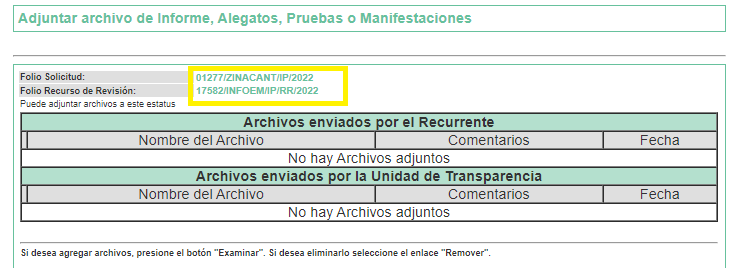 Adjuntar archivo de Informe, Alegatos, Pruebas o Manifestaciones
Folio Solicitud: 01277/ZINACANT/IP/2022
Folio Recurso de Revisión: 17582/INFOEM/IP/RR/2022
Puede adjuntar archivos a este estatus
Archivos enviados por el Recurrente
Nombre del Archivo Comentarios Fecha
No hay Archivos adjuntos
Archivos enviados por la Unidad de Transparencia
Nombre del Archivo Comentarios Fecha
No hay Archivos adjuntos
Si desea agregar archivos, presione el botón "Examinar". Si desea eliminarlo seleccione el enlace "Remover".